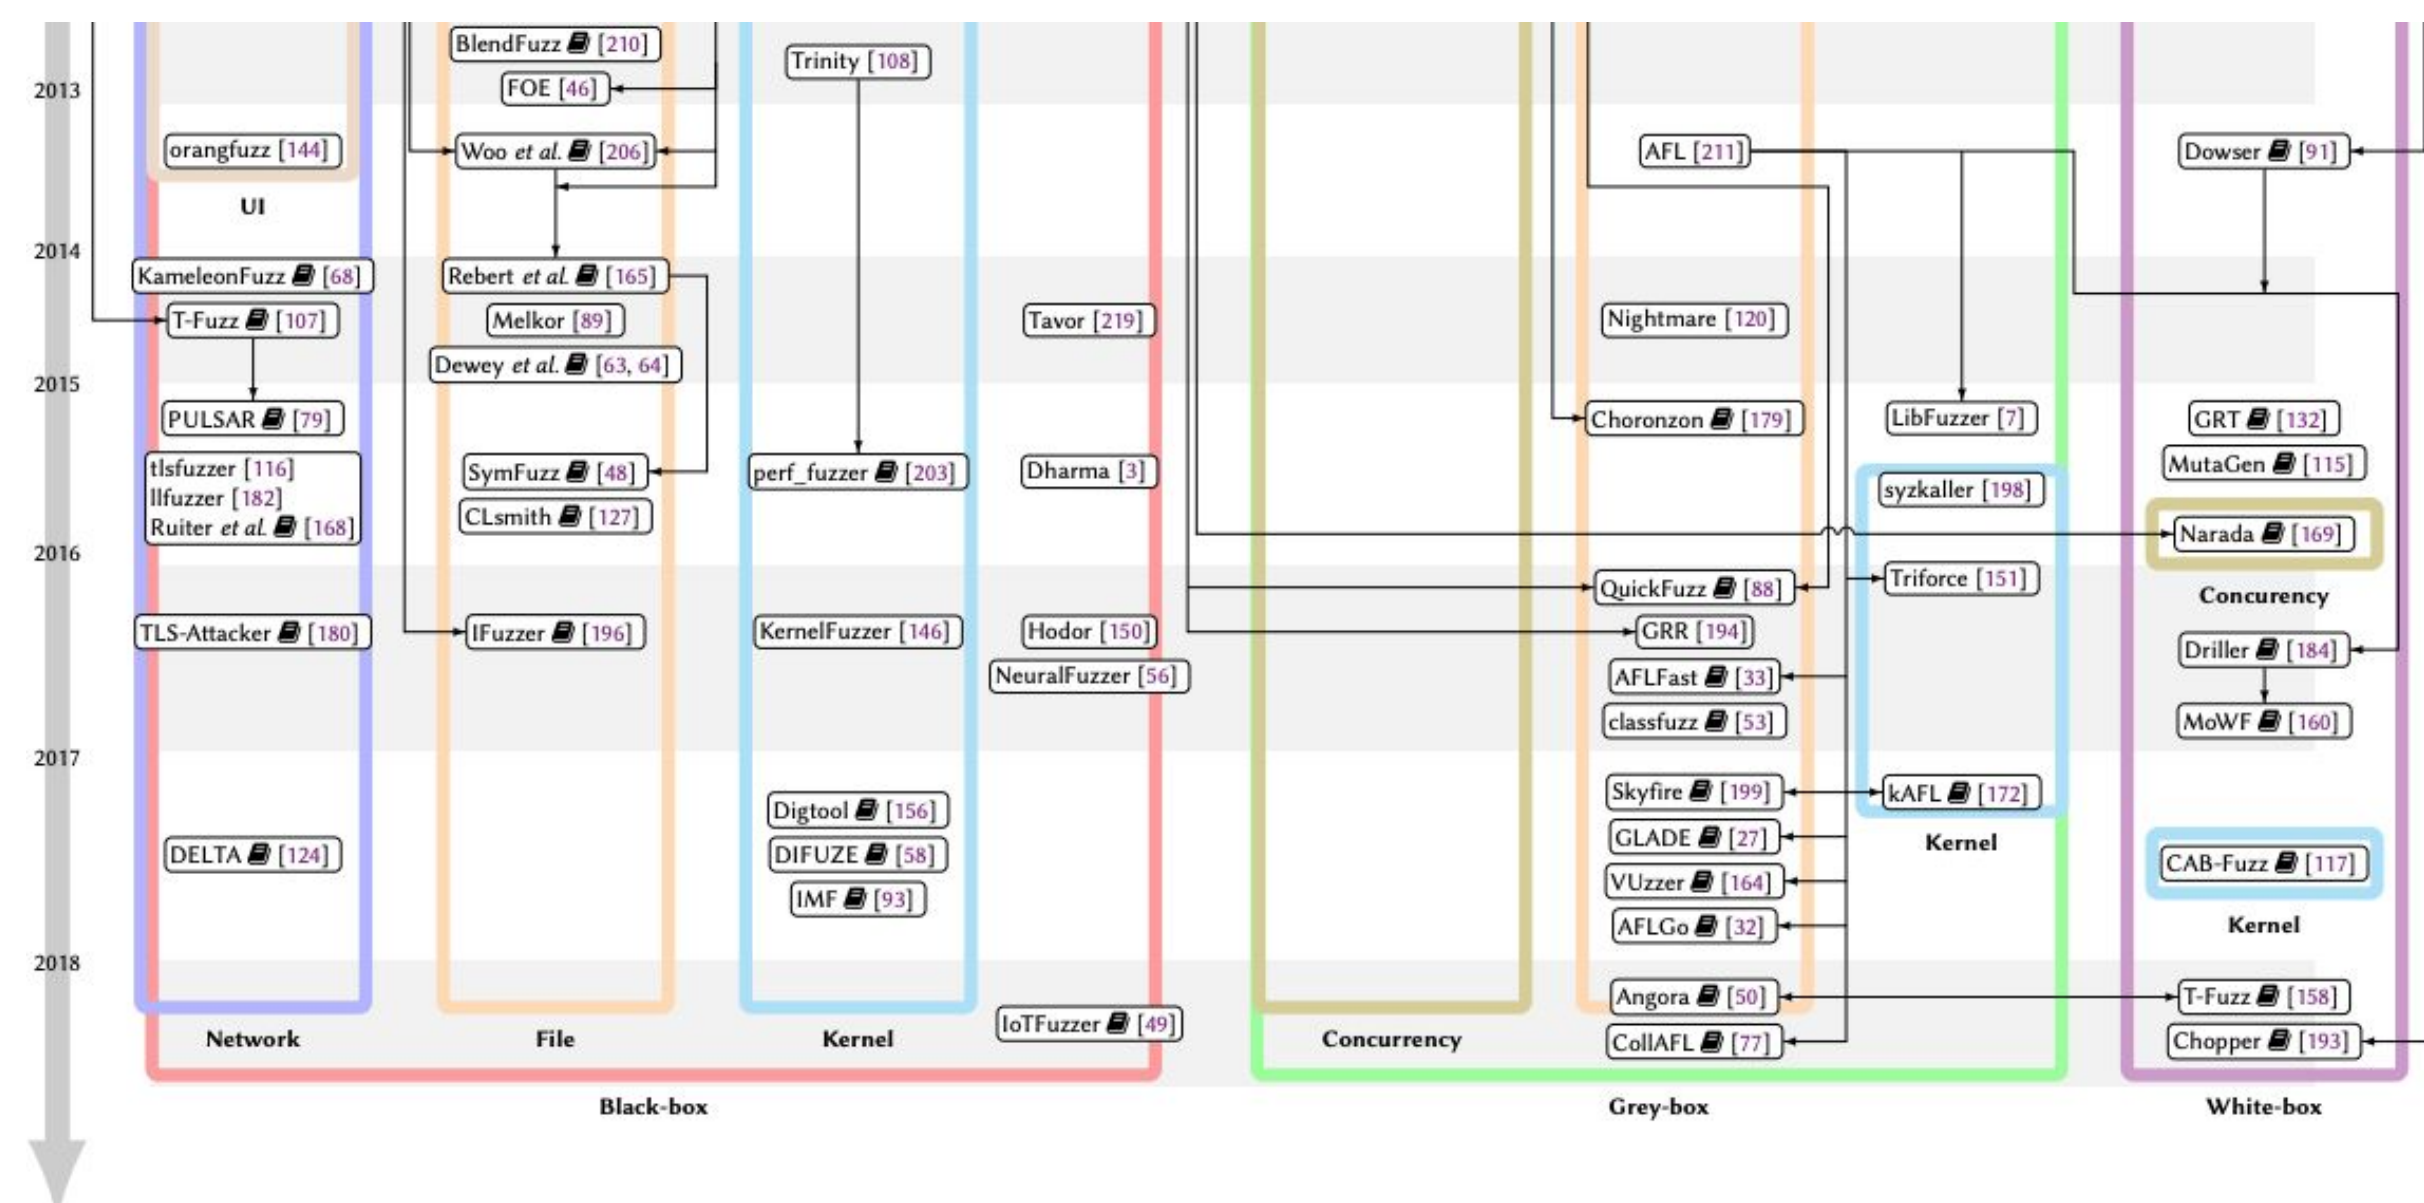 BlendFuzz [210]
Trinity [108]
2013
FOE [46]
orangfuzz [144]
Woo et al. [206]
AFL [211]
Dowser [91]
UI
2014
KameleonFuzz [68]
Rebert et al. [165]
T-Fuzz [107]
Melkor [89]
Tavor [219]
Nightmare [120]
Dewey et al. [63, 64]
2015
PULSAR [79]
Choronzon [179]
LibFuzzer [7]
GRT [132]
MutaGen [115]
tlsfuzzer [116]
llfuzzer [182]
Ruiter et al. [168]
SymFuzz [48]
perf_fuzzer [203]
Dharma [3]
syzkaller [198]
CLsmith [127]
Narada [169]
2016
Triforce [151]
QuickFuzz [88]
Concurency
TLS-Attacker [180]
IFuzzer [196]
KernelFuzzer [146]
Hodor [150]
GRR [194]
Driller [184]
NeuralFuzzer [56]
AFLFast [33]
classfuzz [53]
MoWF [160]
2017
Skyfire [199]
kAFL [172]
Digtool [156]
GLADE [27]
Kernel
DELTA [124]
DIFUZE [58]
CAB-Fuzz [117]
VUzzer [164]
IMF [93]
AFLGo [32]
Kernel
2018
Angora [50]
T-Fuzz [158]
IoTFuzzer [49]
Network
File
Kernel
Concurrency
CollAFL [77]
Chopper [193]
Black-box
Grey-box
White-box